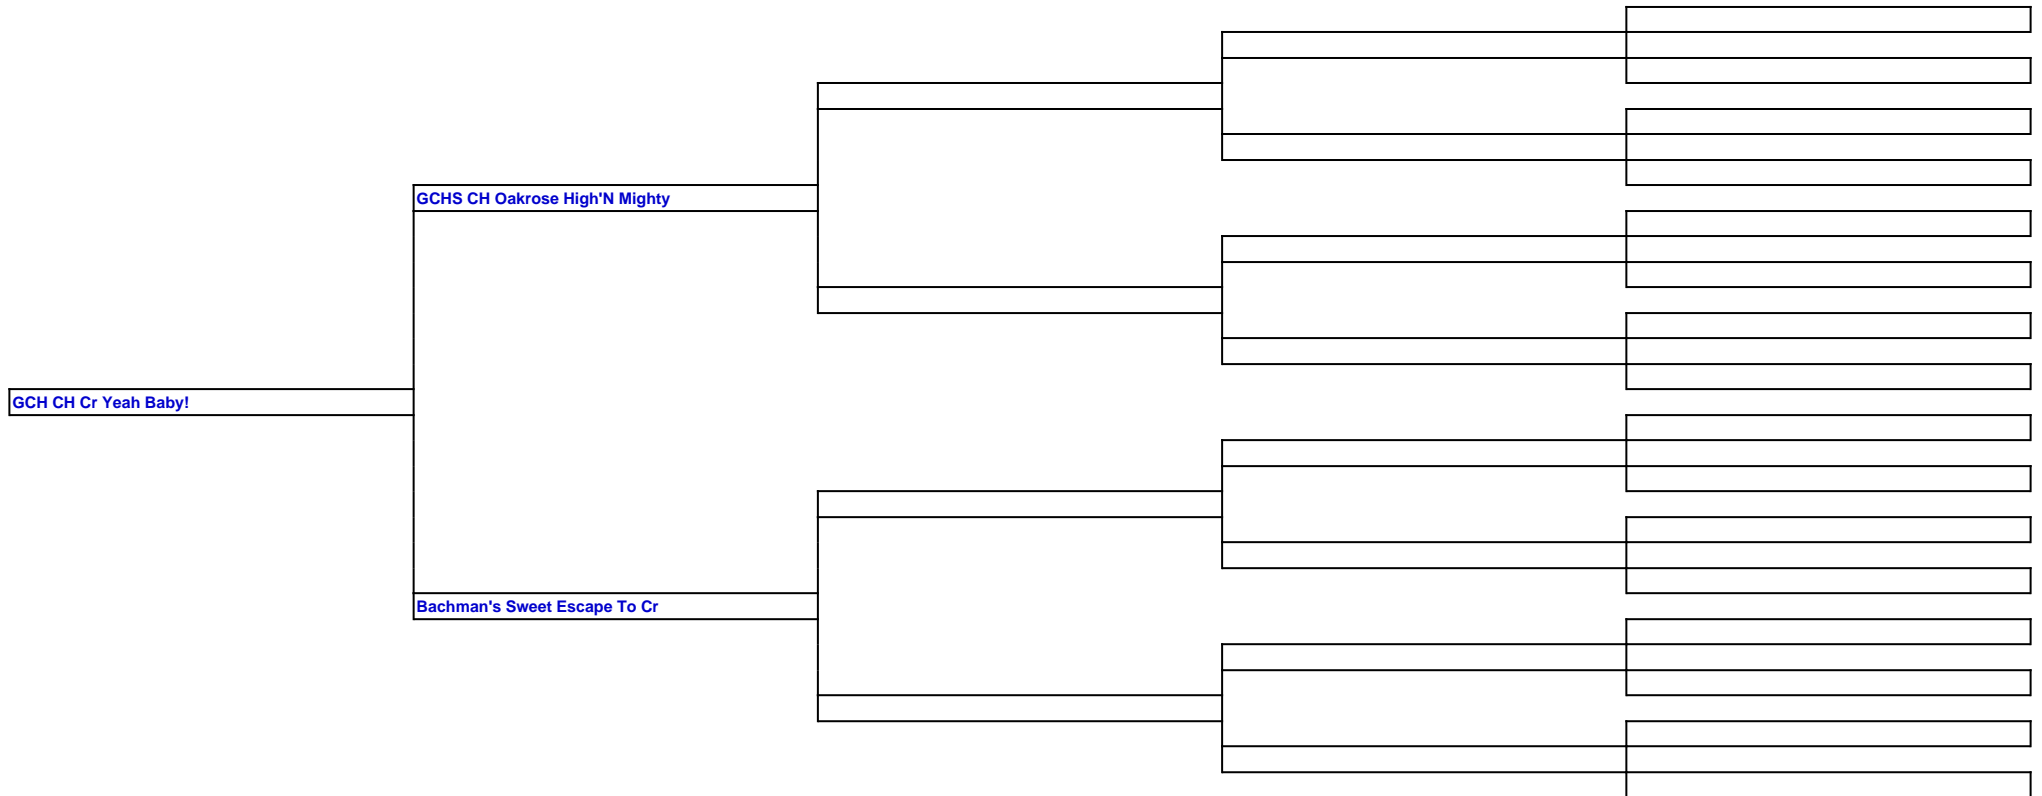 GCHS CH Oakrose High'N Mighty
GCH CH Cr Yeah Baby!
Bachman's Sweet Escape To Cr